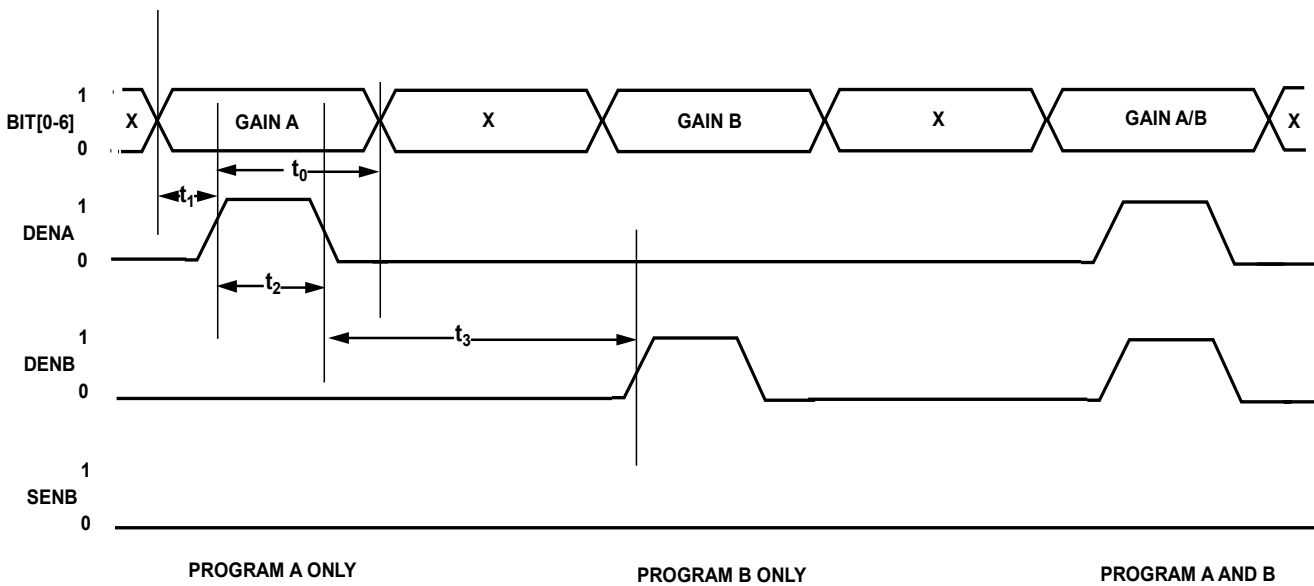 1
BIT[0-6] X GAIN A X GAIN B X GAIN A/B X
0
t0
t1
1
DENA
0
t2
t3
1
DENB
0
1
SENB
0
PROGRAM A ONLY PROGRAM B ONLY PROGRAM A AND B